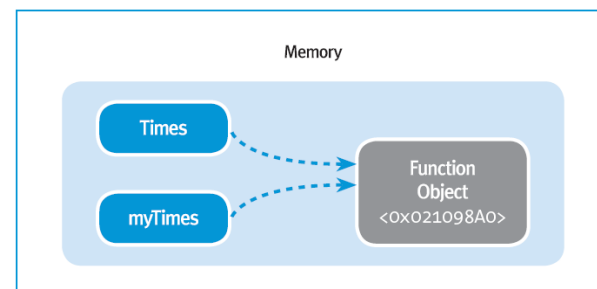 Memory
Times
myTimes
Function
Object
<0x021098A0>